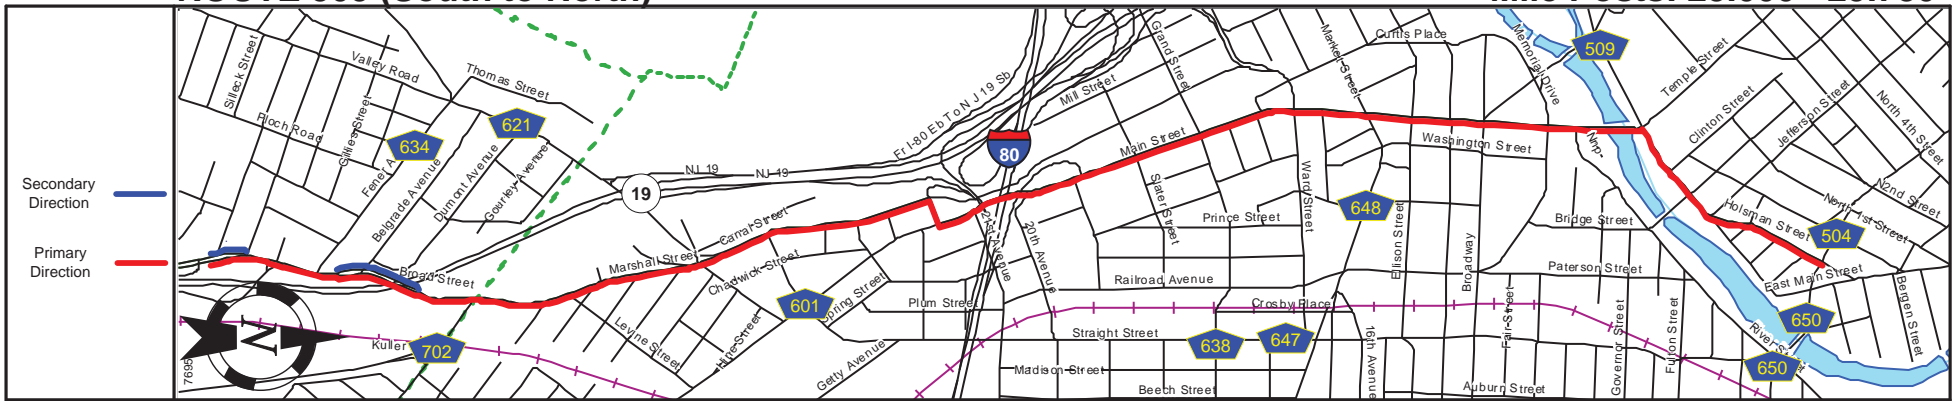 Secondary
Direction
Primary
Direction
Silleck Street
Valley Road
Ploch Road
Gillies Street
Thomas Street
634
621
Belgrade Avenue
Dumont Avenue
Gourley Avenue
Broad Street
19
NJ 19
NJ 19
Fr I-80 Eb To NJ 19 Sb
80
Mill Street
Grand Street
Main Street
Market Street
Curtis Place
Memorial Drive
509
Temple Street
Clinton Street
Jefferson Street
North 4th Street
Washington Street
Slater Street
Ward Street
648
Ellison Street
Broadway
Bridge Street
Holsman Street
N2nd Street
North 1st Street
504
Prince Street
Canal Street
Marshall Street
Chadwick Street
21st Avenue
20th Avenue
Railroad Avenue
Paterson Street
East Main Street
Bergen Street
601
Spring Street
Plum Street
Crosby Place
Straight Street
638
647
16th Avenue
Fair Street
Governor Street
Fulton Street
650
650
N
7695
Kuller
702
Levine Street
Getty Avenue
Madison Street
Beech Street
Auburn Street